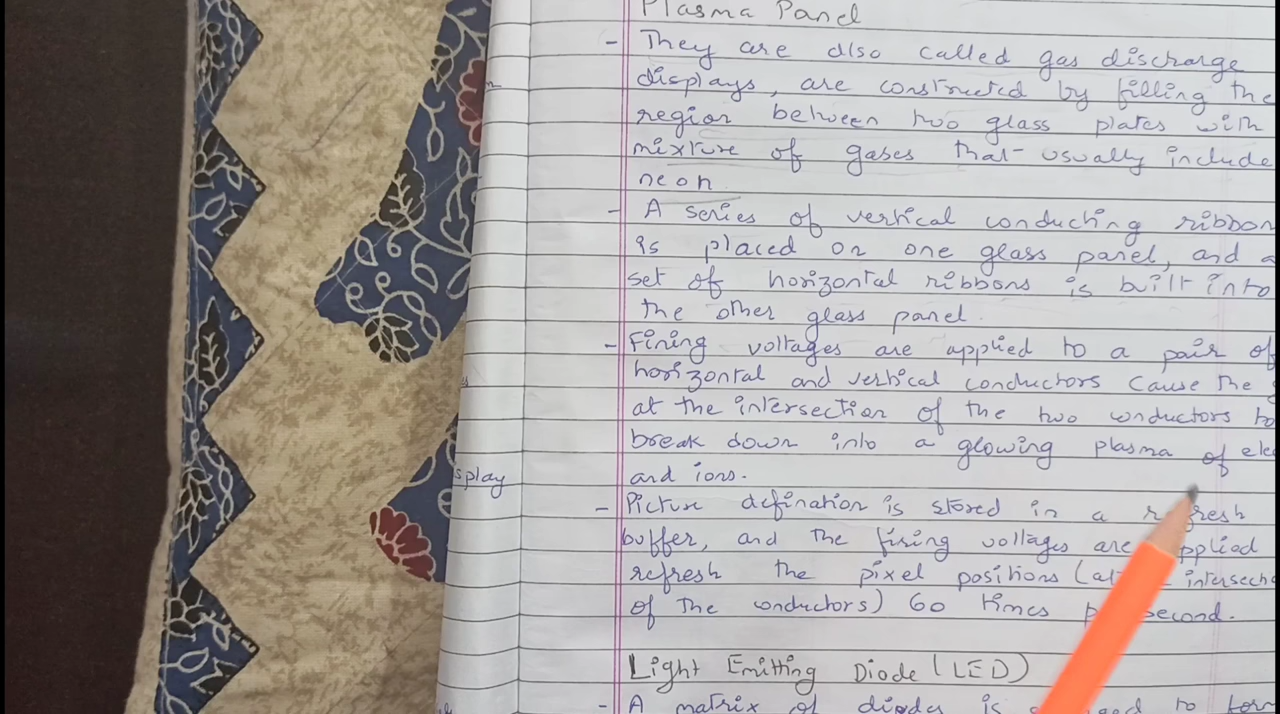 Plasma Panel
- They are also called gas discharge
displays, are constructed by filling the
region between two glass plates with
mixture of gases that usually include
neon
- A series of vertical conducting ribbon
is placed on one glass panel, and a
set of horizontal ribbons is built into
the other glass panel.
- Firing voltages are applied to a pair of
horizontal and vertical conductors cause the
at the intersection of the two conductors to
break down into a glowing plasma of ele
and ions.
splay
- Picture defination is stored in a refresh
buffer, and the firing voltages are applied
refresh the pixel positions (at intersect
of the conductors) 60 times per second.
Light Emitting Diode (LED)
- A matrix of diodes is to form